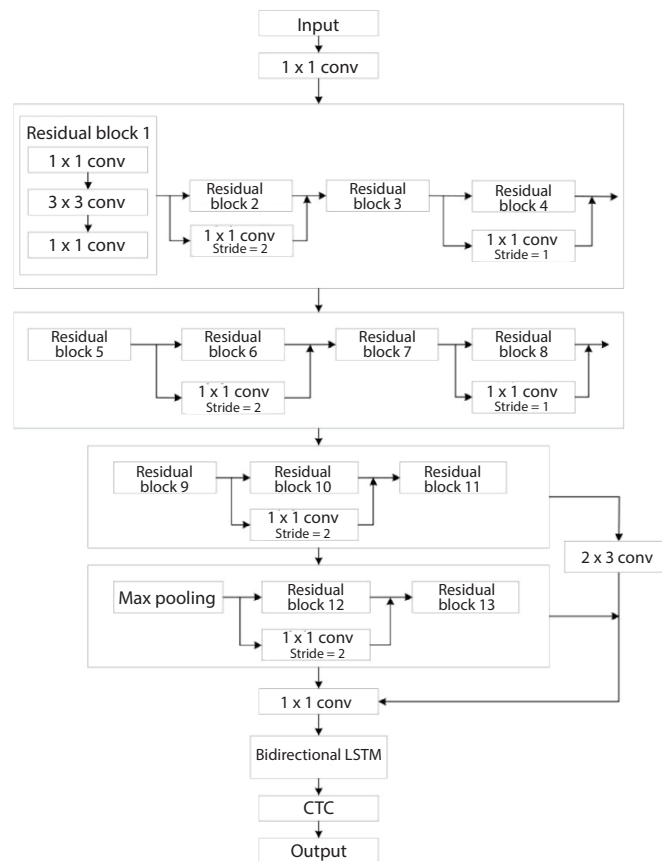 Input
1 x 1 conv
Residual block 1
1 x 1 conv
3 x 3 conv
1 x 1 conv
Residual
block 2
1 x 1 conv
Stride = 2
Residual
block 3
Residual
block 4
1 x 1 conv
Stride = 1
Residual
block 5
Residual
block 6
1 x 1 conv
Stride = 2
Residual
block 7
Residual
block 8
1 x 1 conv
Stride = 1
Residual
block 9
Residual
block 10
1 x 1 conv
Stride = 2
Residual
block 11
2 x 3 conv
Max pooling
Residual
block 12
1 x 1 conv
Stride = 2
Residual
block 13
1 x 1 conv
Bidirectional LSTM
CTC
Output